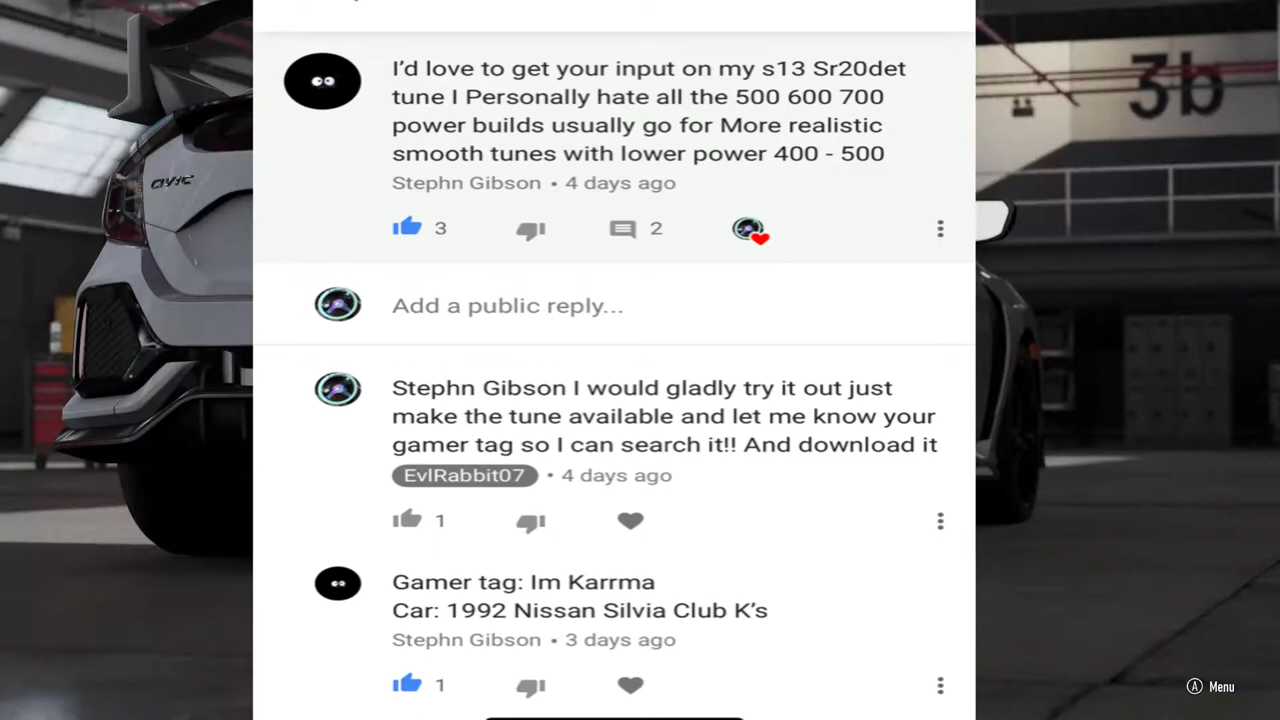 I'd love to get your input on my s13 Sr20det
tune I Personally hate all the 500 600 700
power builds usually go for More realistic
smooth tunes with lower power 400 - 500
Stephn Gibson • 4 days ago
3
2
Add a public reply...
Stephn Gibson I would gladly try it out just
make the tune available and let me know your
gamer tag so I can search it!! And download it
EvlRabbit07 • 4 days ago
1
Gamer tag: Im Karrma
Car: 1992 Nissan Silvia Club K's
Stephn Gibson • 3 days ago
1
CIVIC
3b
A Menu